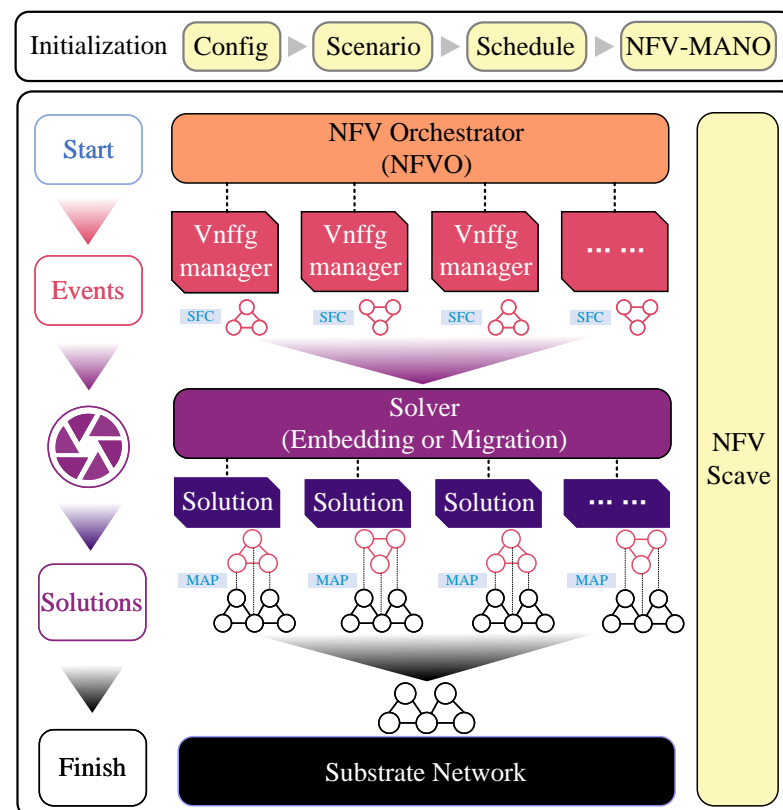 Initialization
Config
Scenario
Schedule
NFV-MANO
Start
NFV Orchestrator
(NFVO)
Vnffg
manager
Vnffg
manager
Vnffg
manager
... ...
Events
SFC
SFC
SFC
SFC
Solver
(Embedding or Migration)
NFV
Scave
Solution
Solution
Solution
... ...
MAP
MAP
MAP
MAP
Solutions
Finish
Substrate Network